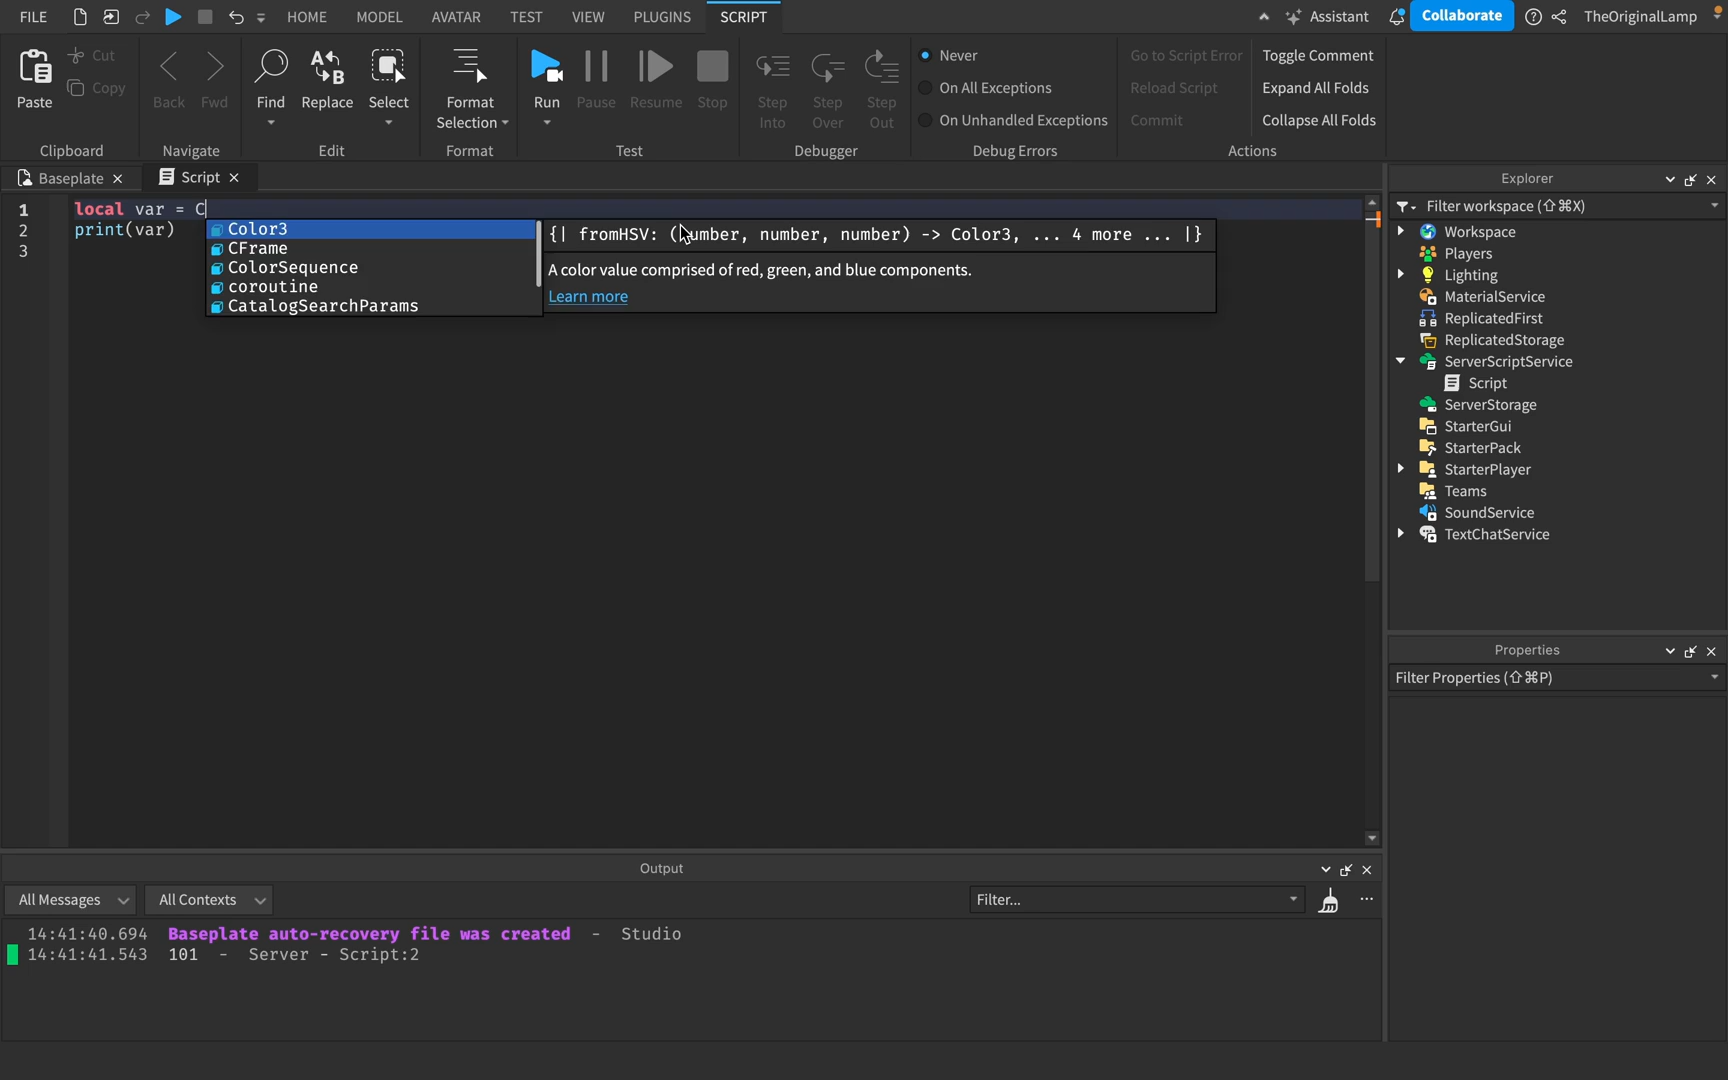 FILE HOME MODEL AVATAR TEST VIEW PLUGINS SCRIPT Assistant Collaborate TheOriginalLamp
Paste Cut Copy
Clipboard
Back Fwd
Navigate
Find Replace Select
Edit
Format Selection
Format
Run Pause Resume Stop
Test
Step Into Step Over Step Out
Debugger
Never
On All Exceptions
On Unhandled Exceptions
Debug Errors
Go to Script Error
Reload Script
Commit
Toggle Comment
Expand All Folds
Collapse All Folds
Actions
Baseplate Script
1 local var = C
2 print(var)
3
Color3
CFrame
ColorSequence
coroutine
CatalogSearchParams
{| fromHSV: (number, number, number) -> Color3, ... 4 more ... |}
A color value comprised of red, green, and blue components.
Learn more
Explorer
Filter workspace (⇧⌘X)
Workspace
Players
Lighting
MaterialService
ReplicatedFirst
ReplicatedStorage
ServerScriptService
Script
ServerStorage
StarterGui
StarterPack
StarterPlayer
Teams
SoundService
TextChatService
Properties
Filter Properties (⇧⌘P)
Output
All Messages All Contexts Filter...
14:41:40.694 Baseplate auto-recovery file was created - Studio
14:41:41.543 101 - Server - Script:2